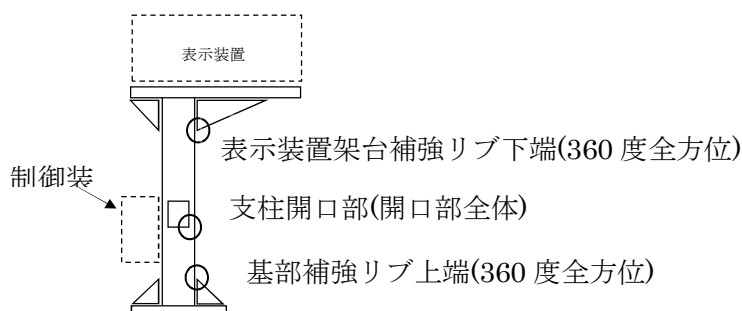 表示装置
表示装置架台補強リブ下端(360 度全方位)
制御装
支柱開口部(開口部全体)
基部補強リブ上端(360 度全方位)